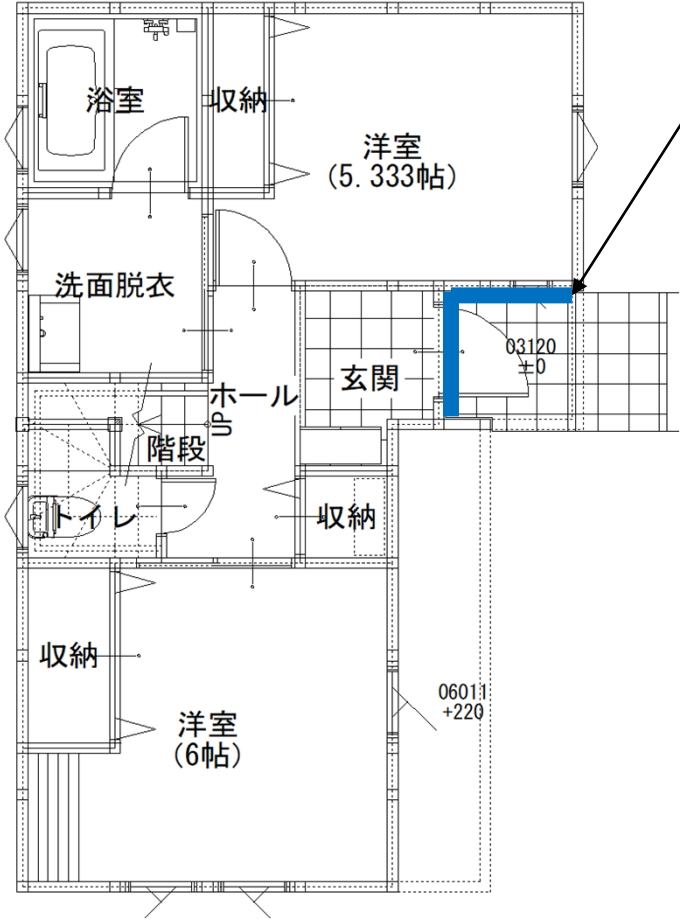 浴室
収納
洋室
(5.333帖)
洗面脱衣
03120
±0
玄関
ホール
UP
階段
トイレ
収納
収納
06011
+220
洋室
(6帖)